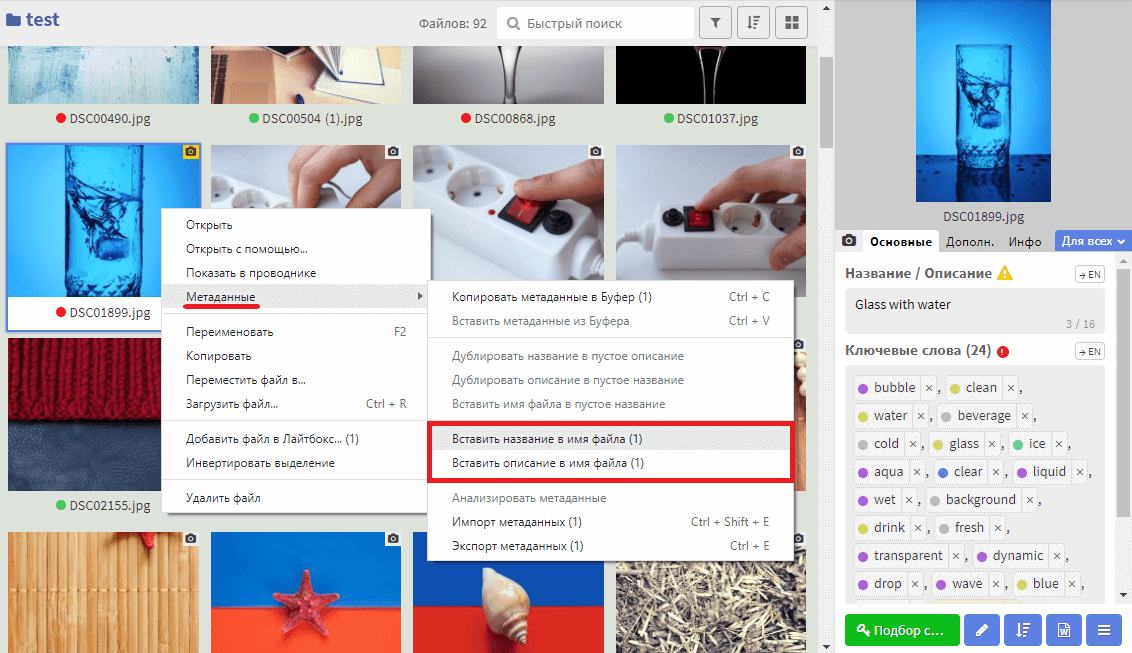 test
Файлов: 92
Быстрый поиск
DSC00490.jpg
DSC00504 (1).jpg
DSC00868.jpg
DSC01037.jpg
DSC01899.jpg
DSC02155.jpg
Открыть
Открыть с помощью...
Показать в проводнике
Метаданные
Переименовать F2
Копировать
Переместить файл в...
Загрузить файл... Ctrl + R
Добавить файл в Лайтбокс... (1)
Инвертировать выделение
Удалить файл
Копировать метаданные в Буфер (1) Ctrl + C
Вставить метаданные из Буфера Ctrl + V
Дублировать название в пустое описание
Дублировать описание в пустое название
Вставить имя файла в пустое название
Вставить название в имя файла (1)
Вставить описание в имя файла (1)
Анализировать метаданные
Импорт метаданных (1) Ctrl + Shift + E
Экспорт метаданных (1) Ctrl + E
DSC01899.jpg
Основные Дополн. Инфо Для всех
Название / Описание → EN
Glass with water
3 / 16
Ключевые слова (24) → EN
bubble ×, clean ×,
water ×, beverage ×,
cold ×, glass ×, ice ×,
aqua ×, clear ×, liquid ×,
wet ×, background ×,
drink ×, fresh ×,
transparent ×, dynamic ×,
drop ×, wave ×, blue ×,
Подбор с...